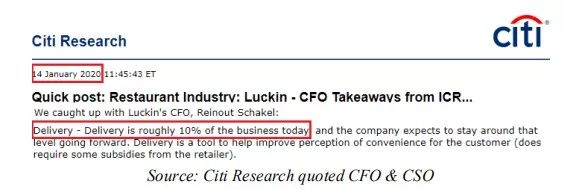 Citi Research
citi
14 January 2020 11:45:43 ET
Quick post: Restaurant Industry: Luckin - CFO Takeaways from ICR...
We caught up with Luckin's CFO, Reinout Schakel:
Delivery - Delivery is roughly 10% of the business today, and the company expects to stay around that
level going forward. Delivery is a tool to help improve perception of convenience for the customer (does
require some subsidies from the retailer).
Source: Citi Research quoted CFO & CSO